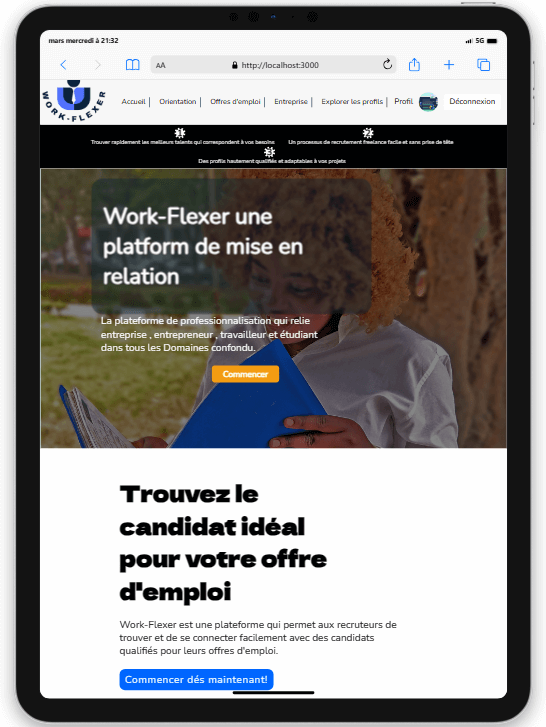 mars mercredi à 21:32
5G
AA
http://localhost:3000
WORK-FLEXER
Accueil | Orientation | Offres d'emploi | Entreprise | Explorer les profils | Profil Déconnexion
1 2
Trouver rapidement les meilleurs talents qui correspondent à vos besoins Un processus de recrutement freelance facile et sans prise de tête
3
Des profils hautement qualifiés et adaptables à vos projets
Work-Flexer une
platform de mise en
relation
La plateforme de professionnalisation qui relie
entreprise , entrepreneur , travailleur et étudiant
dans tous les Domaines confondu.
Commencer
Trouvez le
candidat idéal
pour votre offre
d'emploi
Work-Flexer est une plateforme qui permet aux recruteurs de
trouver et de se connecter facilement avec des candidats
qualifiés pour leurs offres d'emploi.
Commencer dés maintenant!